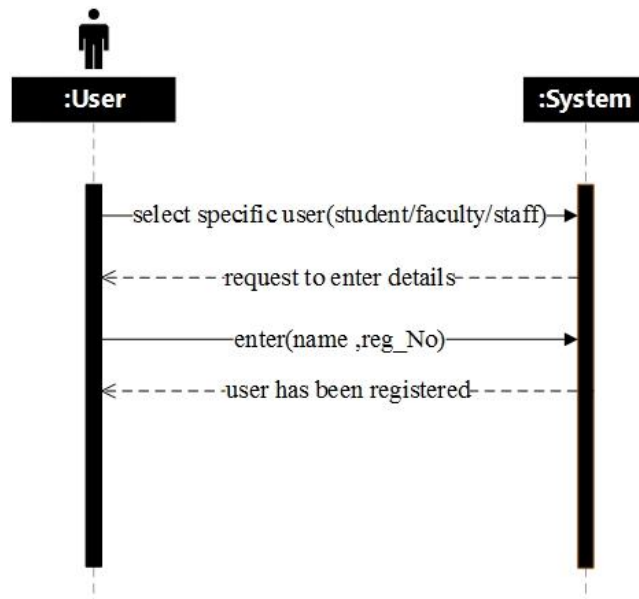 :User
:System
select specific user(student/faculty/staff)
request to enter details
enter(name ,reg_No)
user has been registered